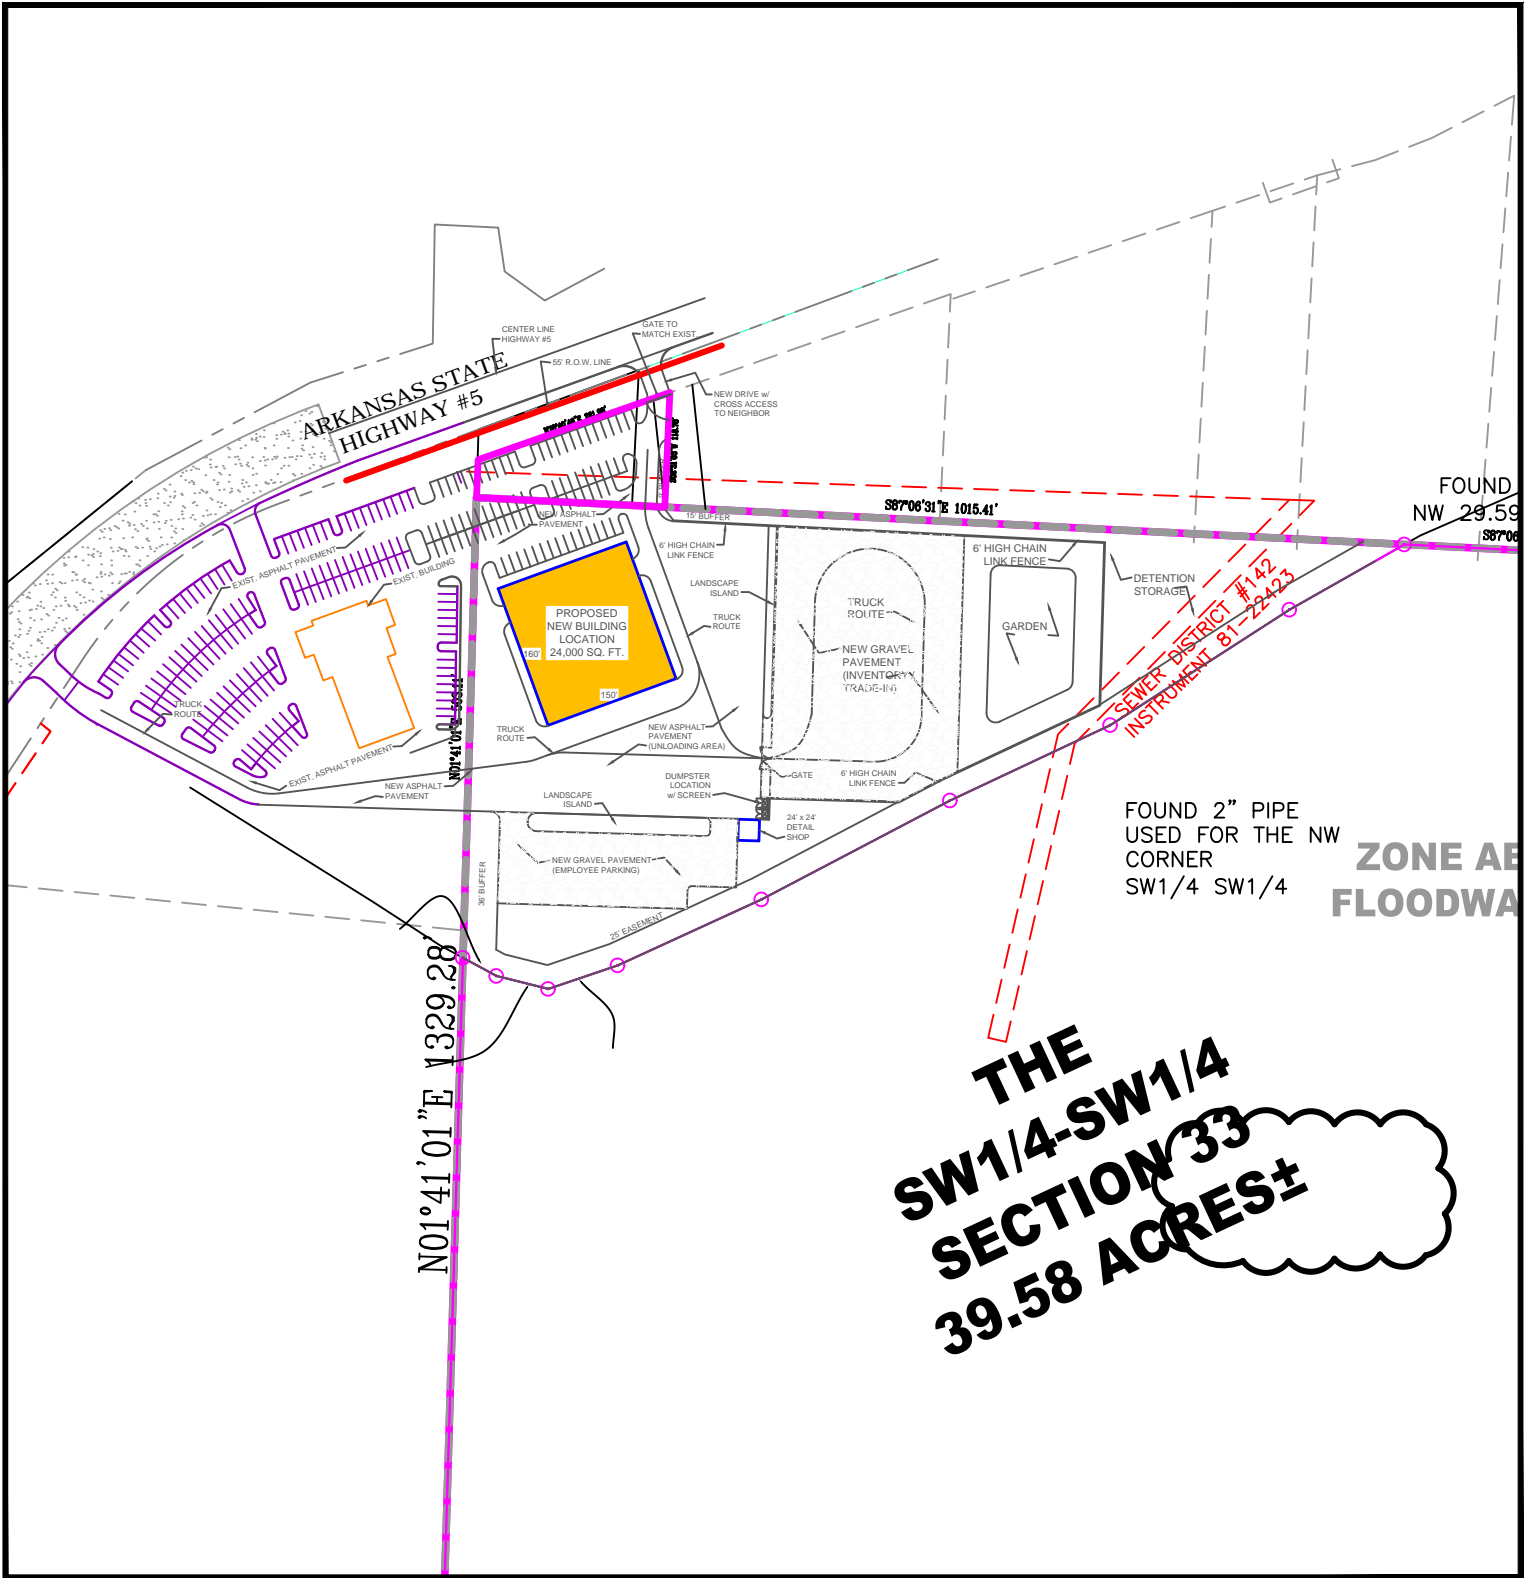 CENTER LINE
HIGHWAY #5
GATE TO
MATCH EXIST.
55' R.O.W. LINE
ARKANSAS STATE
HIGHWAY #5
NEW DRIVE w/
CROSS ACCESS
TO NEIGHBOR
S87°06'31"E 1015.41'
FOUND
NW 29.59
S87°06
15' BUFFER
NEW ASPHALT
PAVEMENT
6' HIGH CHAIN
LINK FENCE
6' HIGH CHAIN
LINK FENCE
EXIST. ASPHALT PAVEMENT
EXIST. BUILDING
LANDSCAPE
ISLAND
DETENTION
STORAGE
SEWER DISTRICT #142
INSTRUMENT 81-22423
PROPOSED
NEW BUILDING
LOCATION
24,000 SQ. FT.
160'
150'
TRUCK
ROUTE
TRUCK
ROUTE
GARDEN
NEW GRAVEL
PAVEMENT
(INVENTORY
TRADE-IN)
TRUCK
ROUTE
TRUCK
ROUTE
NEW ASPHALT
PAVEMENT
(UNLOADING AREA)
EXIST. ASPHALT PAVEMENT
NEW ASPHALT
PAVEMENT
DUMPSTER
LOCATION
w/ SCREEN
GATE
6' HIGH CHAIN
LINK FENCE
LANDSCAPE
ISLAND
24' x 24'
DETAIL
SHOP
NEW GRAVEL PAVEMENT
(EMPLOYEE PARKING)
36' BUFFER
25' EASEMENT
FOUND 2" PIPE
USED FOR THE NW
CORNER
SW1/4 SW1/4
ZONE AE
FLOODWA
N01°41'01"E 1329.28'
THE
SW1/4-SW1/4
SECTION 33
39.58 ACRES±